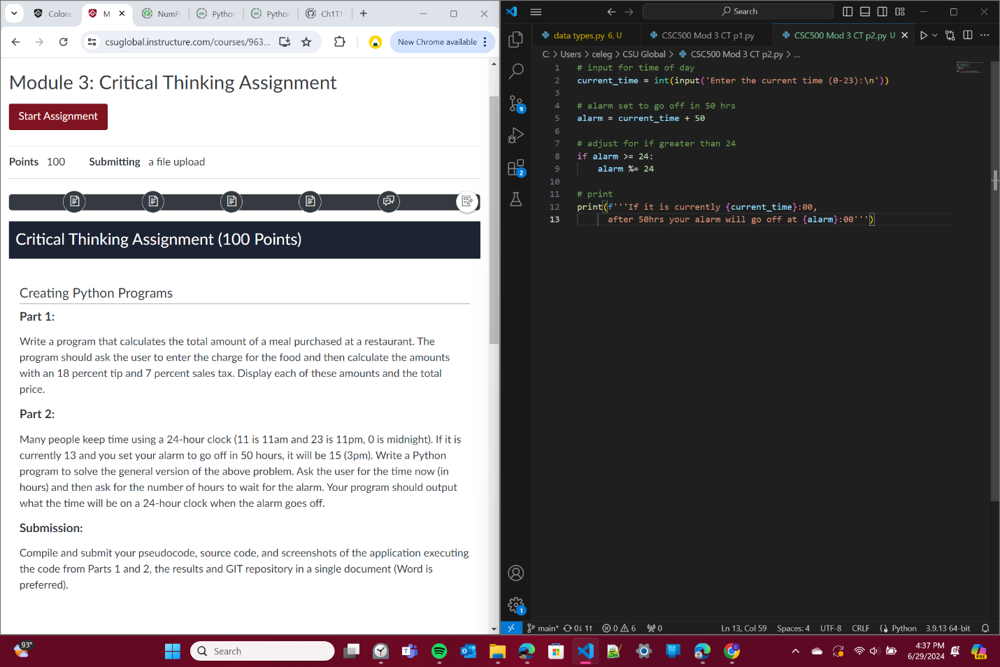 Colora
M
NumPy
Python
Python
Ch1T1
csuglobal.instructure.com/courses/963...
New Chrome available
Module 3: Critical Thinking Assignment
Start Assignment
Points 100 Submitting a file upload
Critical Thinking Assignment (100 Points)
Creating Python Programs
Part 1:
Write a program that calculates the total amount of a meal purchased at a restaurant. The
program should ask the user to enter the charge for the food and then calculate the amounts
with an 18 percent tip and 7 percent sales tax. Display each of these amounts and the total
price.
Part 2:
Many people keep time using a 24-hour clock (11 is 11am and 23 is 11pm, 0 is midnight). If it is
currently 13 and you set your alarm to go off in 50 hours, it will be 15 (3pm). Write a Python
program to solve the general version of the above problem. Ask the user for the time now (in
hours) and then ask for the number of hours to wait for the alarm. Your program should output
what the time will be on a 24-hour clock when the alarm goes off.
Submission:
Compile and submit your pseudocode, source code, and screenshots of the application executing
the code from Parts 1 and 2, the results and GIT repository in a single document (Word is
preferred).
Search
data types.py 6, U
CSC500 Mod 3 CT p1.py
CSC500 Mod 3 CT p2.py U
C: > Users > celeg > CSU Global > CSC500 Mod 3 CT p2.py > ...
1 # input for time of day
2 current_time = int(input('Enter the current time (0-23):\n'))
3
4 # alarm set to go off in 50 hrs
5 alarm = current_time + 50
6
7 # adjust for if greater than 24
8 if alarm >= 24:
9 alarm %= 24
10
11 # print
12 print(f'''If it is currently {current_time}:00,
13 after 50hrs your alarm will go off at {alarm}:00''')
9
2
1
main* 0↓ 1↑ 0 6 0
Ln 13, Col 59 Spaces: 4 UTF-8 CRLF Python 3.9.13 64-bit
93°
Search
4:37 PM
6/29/2024
PRE